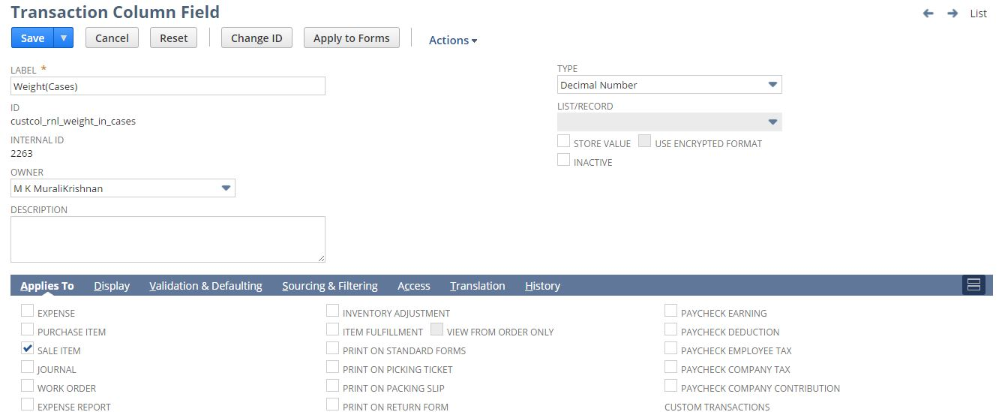 Transaction Column Field
List
Save
Cancel
Reset
Change ID
Apply to Forms
Actions
LABEL *
Weight(Cases)
ID
custcol_rnl_weight_in_cases
INTERNAL ID
2263
OWNER
M K MuraliKrishnan
DESCRIPTION
TYPE
Decimal Number
LIST/RECORD
STORE VALUE
USE ENCRYPTED FORMAT
INACTIVE
Applies To
Display
Validation & Defaulting
Sourcing & Filtering
Access
Translation
History
EXPENSE
PURCHASE ITEM
SALE ITEM
JOURNAL
WORK ORDER
EXPENSE REPORT
INVENTORY ADJUSTMENT
ITEM FULFILLMENT
VIEW FROM ORDER ONLY
PRINT ON STANDARD FORMS
PRINT ON PICKING TICKET
PRINT ON PACKING SLIP
PRINT ON RETURN FORM
PAYCHECK EARNING
PAYCHECK DEDUCTION
PAYCHECK EMPLOYEE TAX
PAYCHECK COMPANY TAX
PAYCHECK COMPANY CONTRIBUTION
CUSTOM TRANSACTIONS